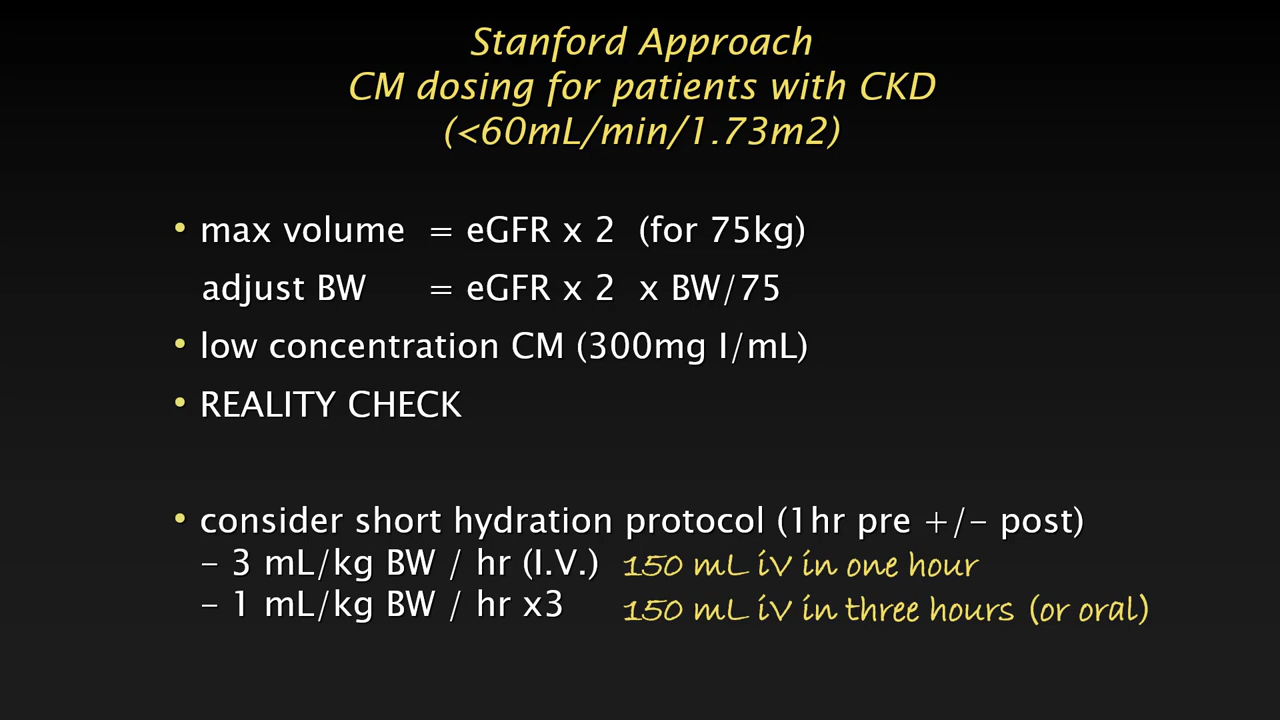 Stanford Approach
CM dosing for patients with CKD
(<60mL/min/1.73m2)
• max volume = eGFR x 2 (for 75kg)
adjust BW = eGFR x 2 x BW/75
• low concentration CM (300mg I/mL)
• REALITY CHECK
• consider short hydration protocol (1hr pre +/- post)
– 3 mL/kg BW / hr (I.V.) 150 mL iV in one hour
– 1 mL/kg BW / hr x3 150 mL iV in three hours (or oral)